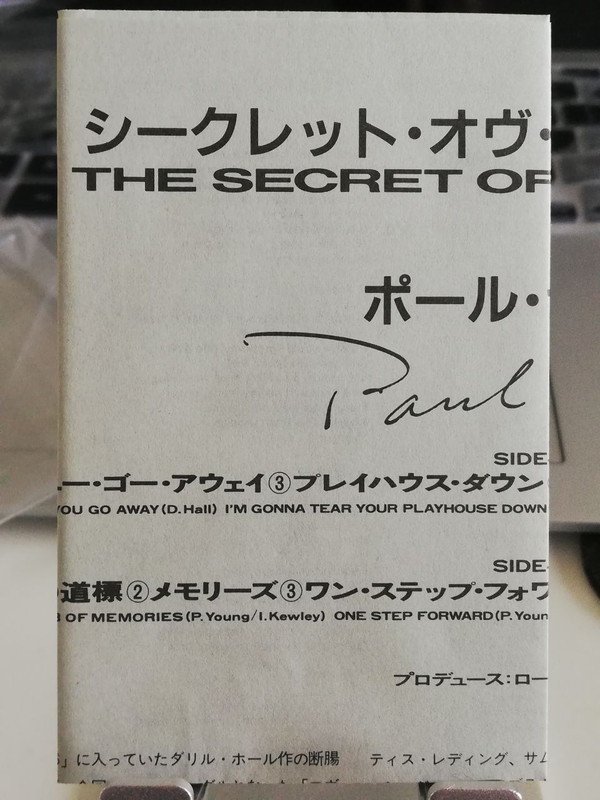 シークレット・オヴ・
THE SECRET OF
ポール・
Paul
SIDE
ー・ゴー・アウェイ③プレイハウス・ダウン
YOU GO AWAY(D.Hall) I'M GONNA TEAR YOUR PLAYHOUSE DOWN
SIDE
道標②メモリーズ③ワン・ステップ・フォワ
OF MEMORIES(P.Young/I.Kewley) ONE STEP FORWARD(P.Youn
プロデュース:ロー
」に入っていたダリル・ホール作の断腸 ティス・レディング、サム